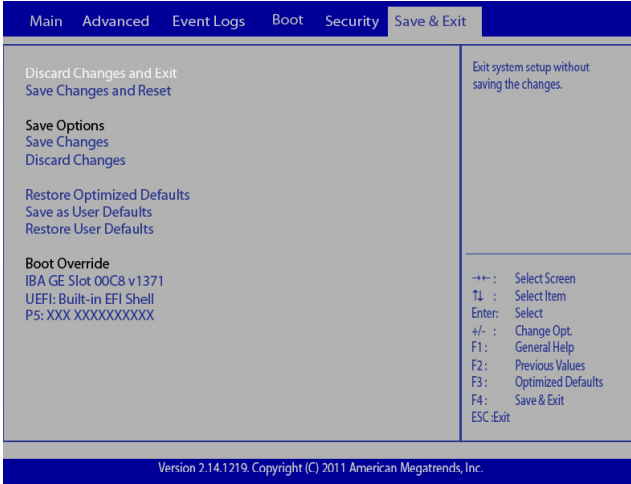 Main Advanced Event Logs Boot Security Save & Exit
Discard Changes and Exit
Save Changes and Reset
Save Options
Save Changes
Discard Changes
Restore Optimized Defaults
Save as User Defaults
Restore User Defaults
Boot Override
IBA GE Slot 00C8 v1371
UEFI: Built-in EFI Shell
P5: XXX XXXXXXXXXX
Exit system setup without
saving the changes.
→← : Select Screen
↑↓ : Select Item
Enter: Select
+/- : Change Opt.
F1 : General Help
F2 : Previous Values
F3 : Optimized Defaults
F4 : Save & Exit
ESC :Exit
Version 2.14.1219. Copyright (C) 2011 American Megatrends, Inc.